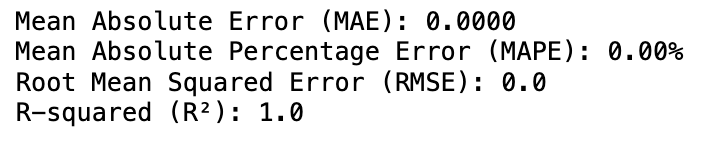 Mean Absolute Error (MAE): 0.0000
Mean Absolute Percentage Error (MAPE): 0.00%
Root Mean Squared Error (RMSE): 0.0
R-squared (R²): 1.0